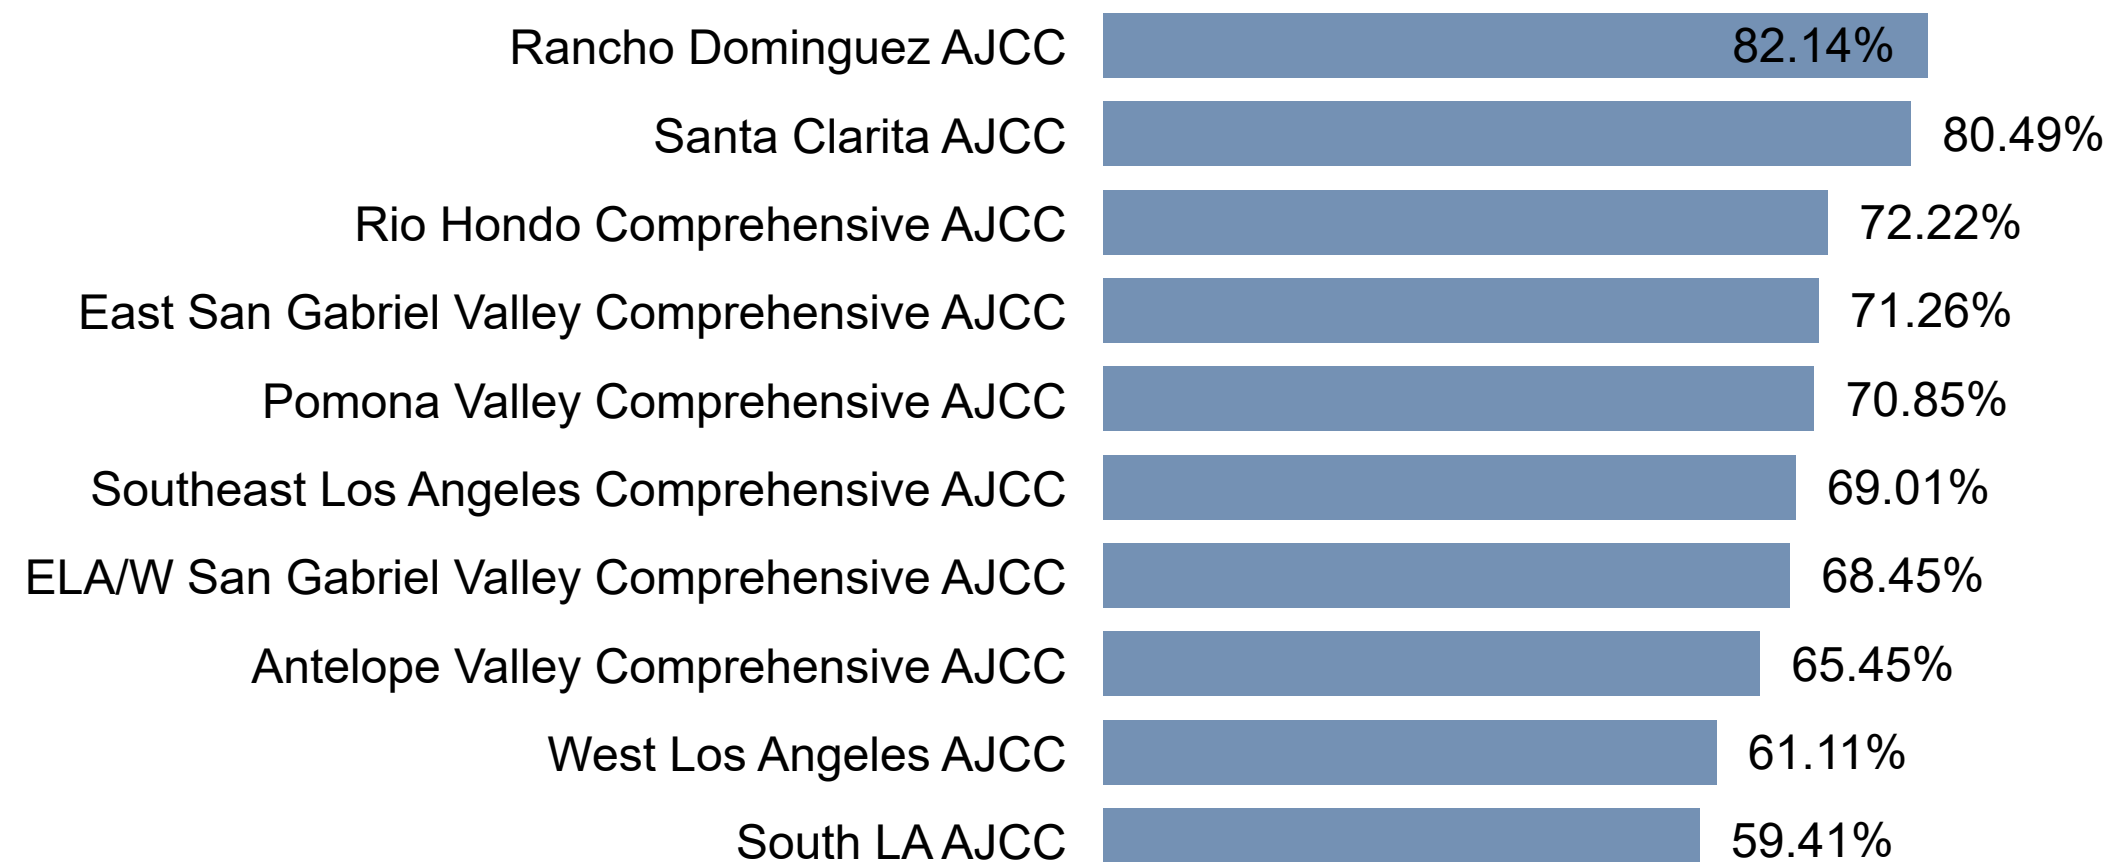 Rancho Dominguez AJCC 82.14%
Santa Clarita AJCC 80.49%
Rio Hondo Comprehensive AJCC 72.22%
East San Gabriel Valley Comprehensive AJCC 71.26%
Pomona Valley Comprehensive AJCC 70.85%
Southeast Los Angeles Comprehensive AJCC 69.01%
ELA/W San Gabriel Valley Comprehensive AJCC 68.45%
Antelope Valley Comprehensive AJCC 65.45%
West Los Angeles AJCC 61.11%
South LA AJCC 59.41%